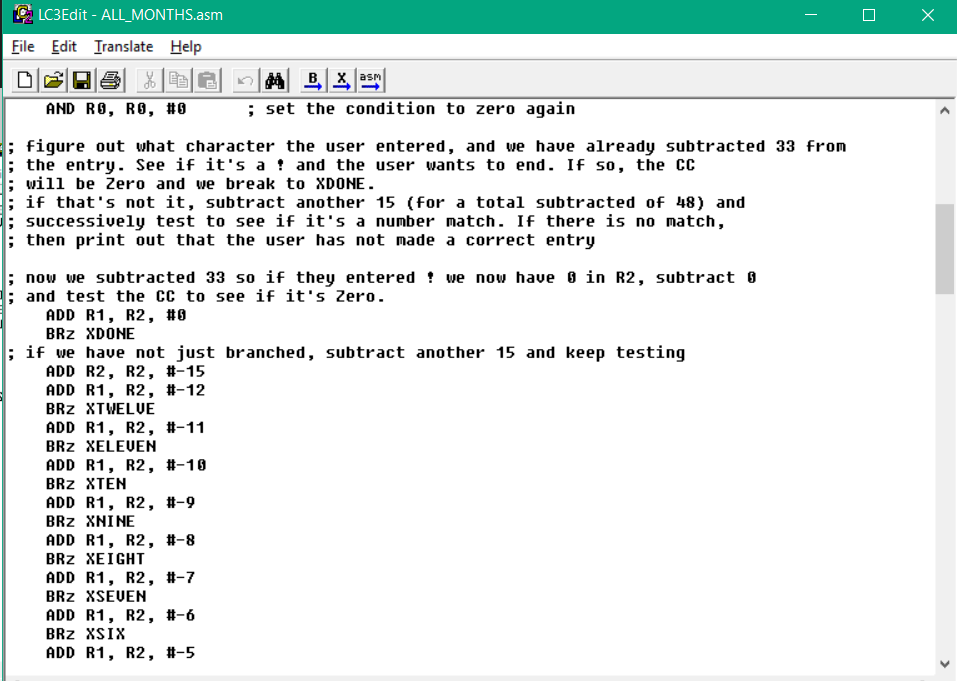 LC3Edit - ALL_MONTHS.asm
File Edit Translate Help
B X asm
AND R0, R0, #0 ; set the condition to zero again
; figure out what character the user entered, and we have already subtracted 33 from
; the entry. See if it's a ! and the user wants to end. If so, the CC
; will be Zero and we break to XDONE.
; if that's not it, subtract another 15 (for a total subtracted of 48) and
; successively test to see if it's a number match. If there is no match,
; then print out that the user has not made a correct entry
; now we subtracted 33 so if they entered ! we now have 0 in R2, subtract 0
; and test the CC to see if it's Zero.
ADD R1, R2, #0
BRz XDONE
; if we have not just branched, subtract another 15 and keep testing
ADD R2, R2, #-15
ADD R1, R2, #-12
BRz XTWELVE
ADD R1, R2, #-11
BRz XELEVEN
ADD R1, R2, #-10
BRz XTEN
ADD R1, R2, #-9
BRz XNINE
ADD R1, R2, #-8
BRz XEIGHT
ADD R1, R2, #-7
BRz XSEVEN
ADD R1, R2, #-6
BRz XSIX
ADD R1, R2, #-5